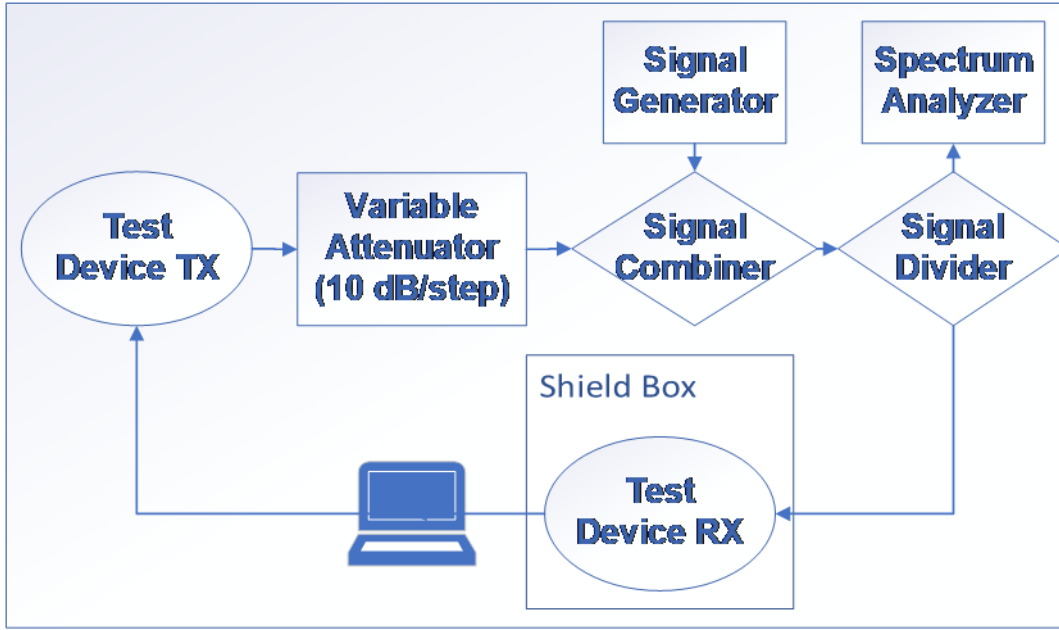 Signal
Generator
Spectrum
Analyzer
Test
Device TX
Variable
Attenuator
(10 dB/step)
Signal
Combiner
Signal
Divider
Shield Box
Test
Device RX